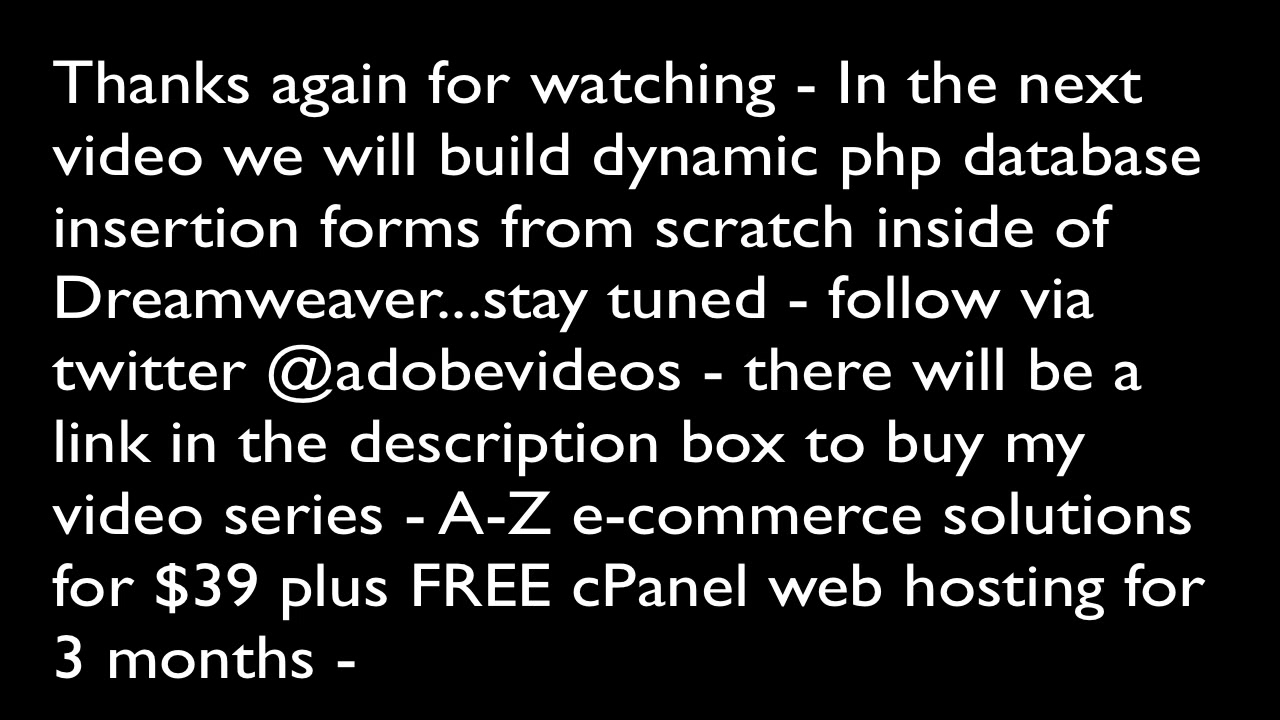 Thanks again for watching - In the next
video we will build dynamic php database
insertion forms from scratch inside of
Dreamweaver...stay tuned - follow via
twitter @adobevideos - there will be a
link in the description box to buy my
video series - A-Z e-commerce solutions
for $39 plus FREE cPanel web hosting for
3 months -